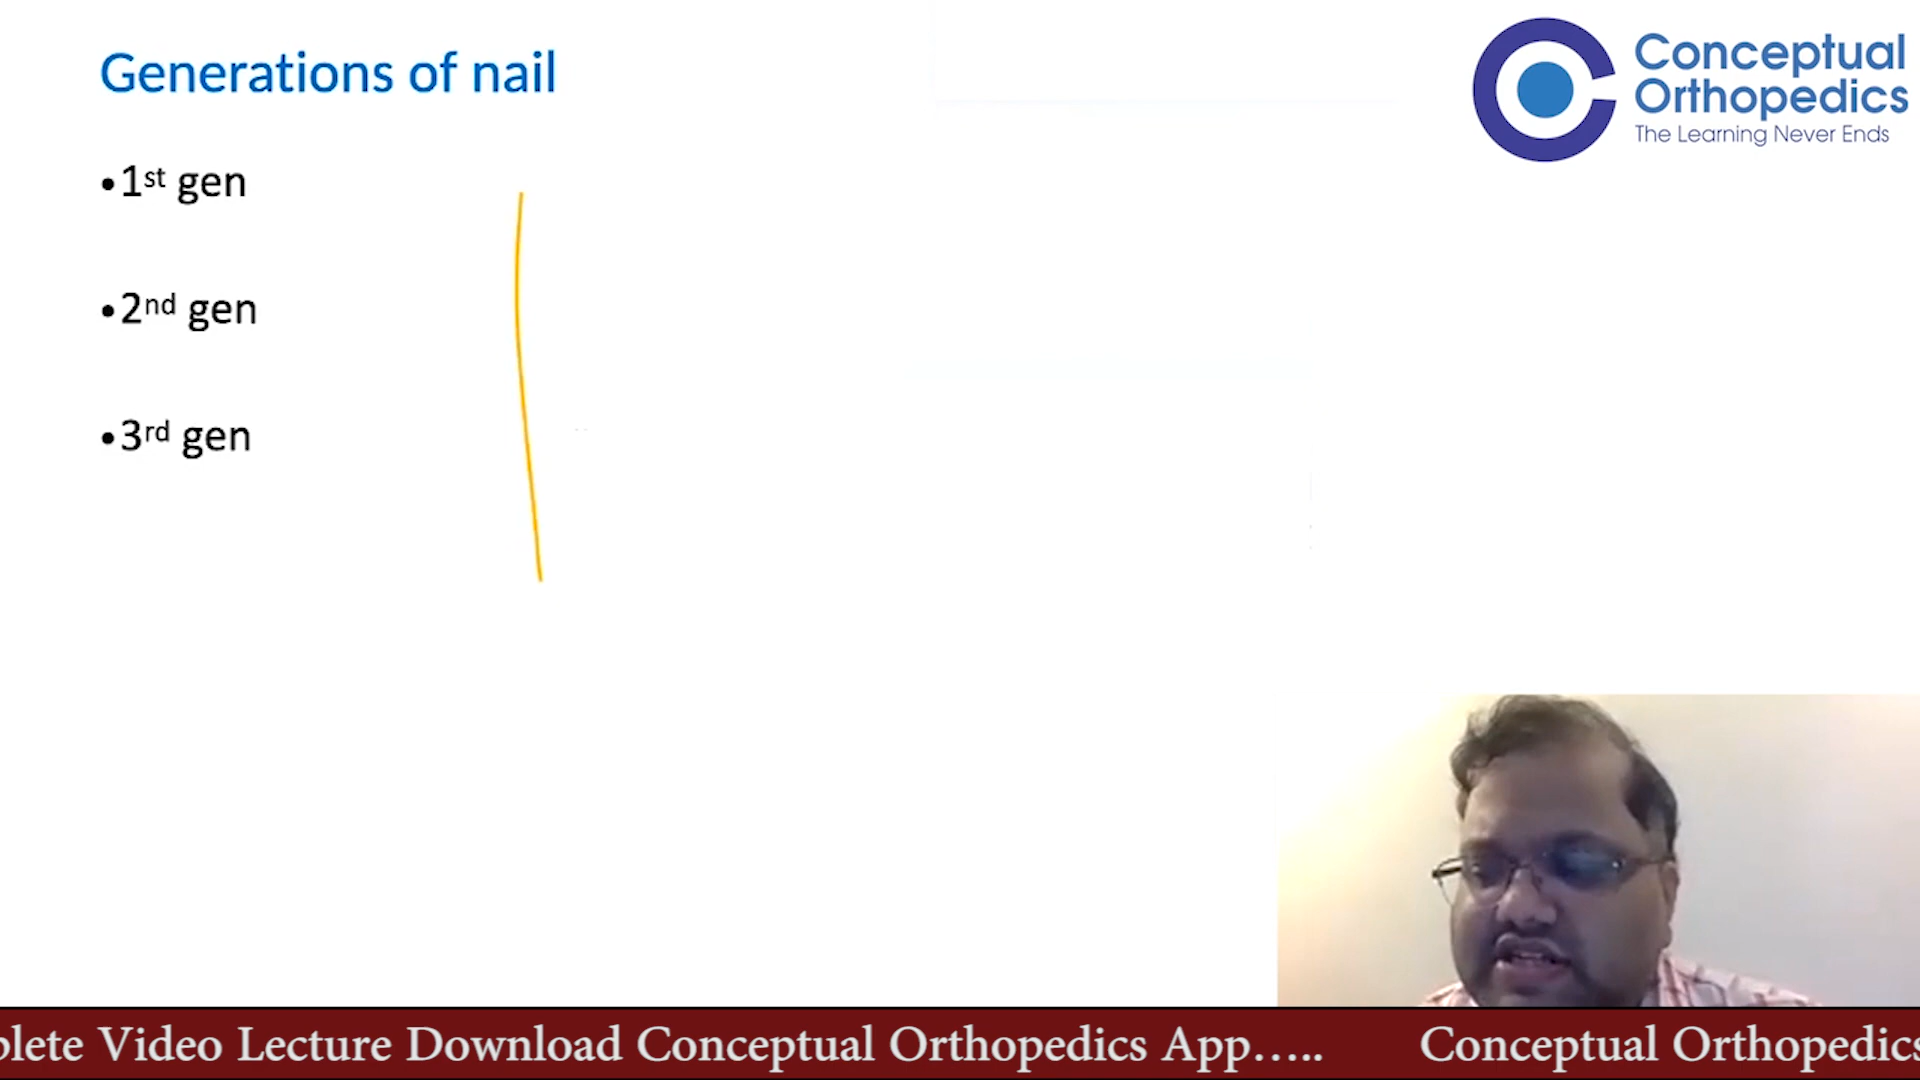 Generations of nail
Conceptual
Orthopedics
The Learning Never Ends
•1st gen
•2nd gen
•3rd gen
Video Lecture Download Conceptual Orthopedics App..... Conceptual Orthopedics